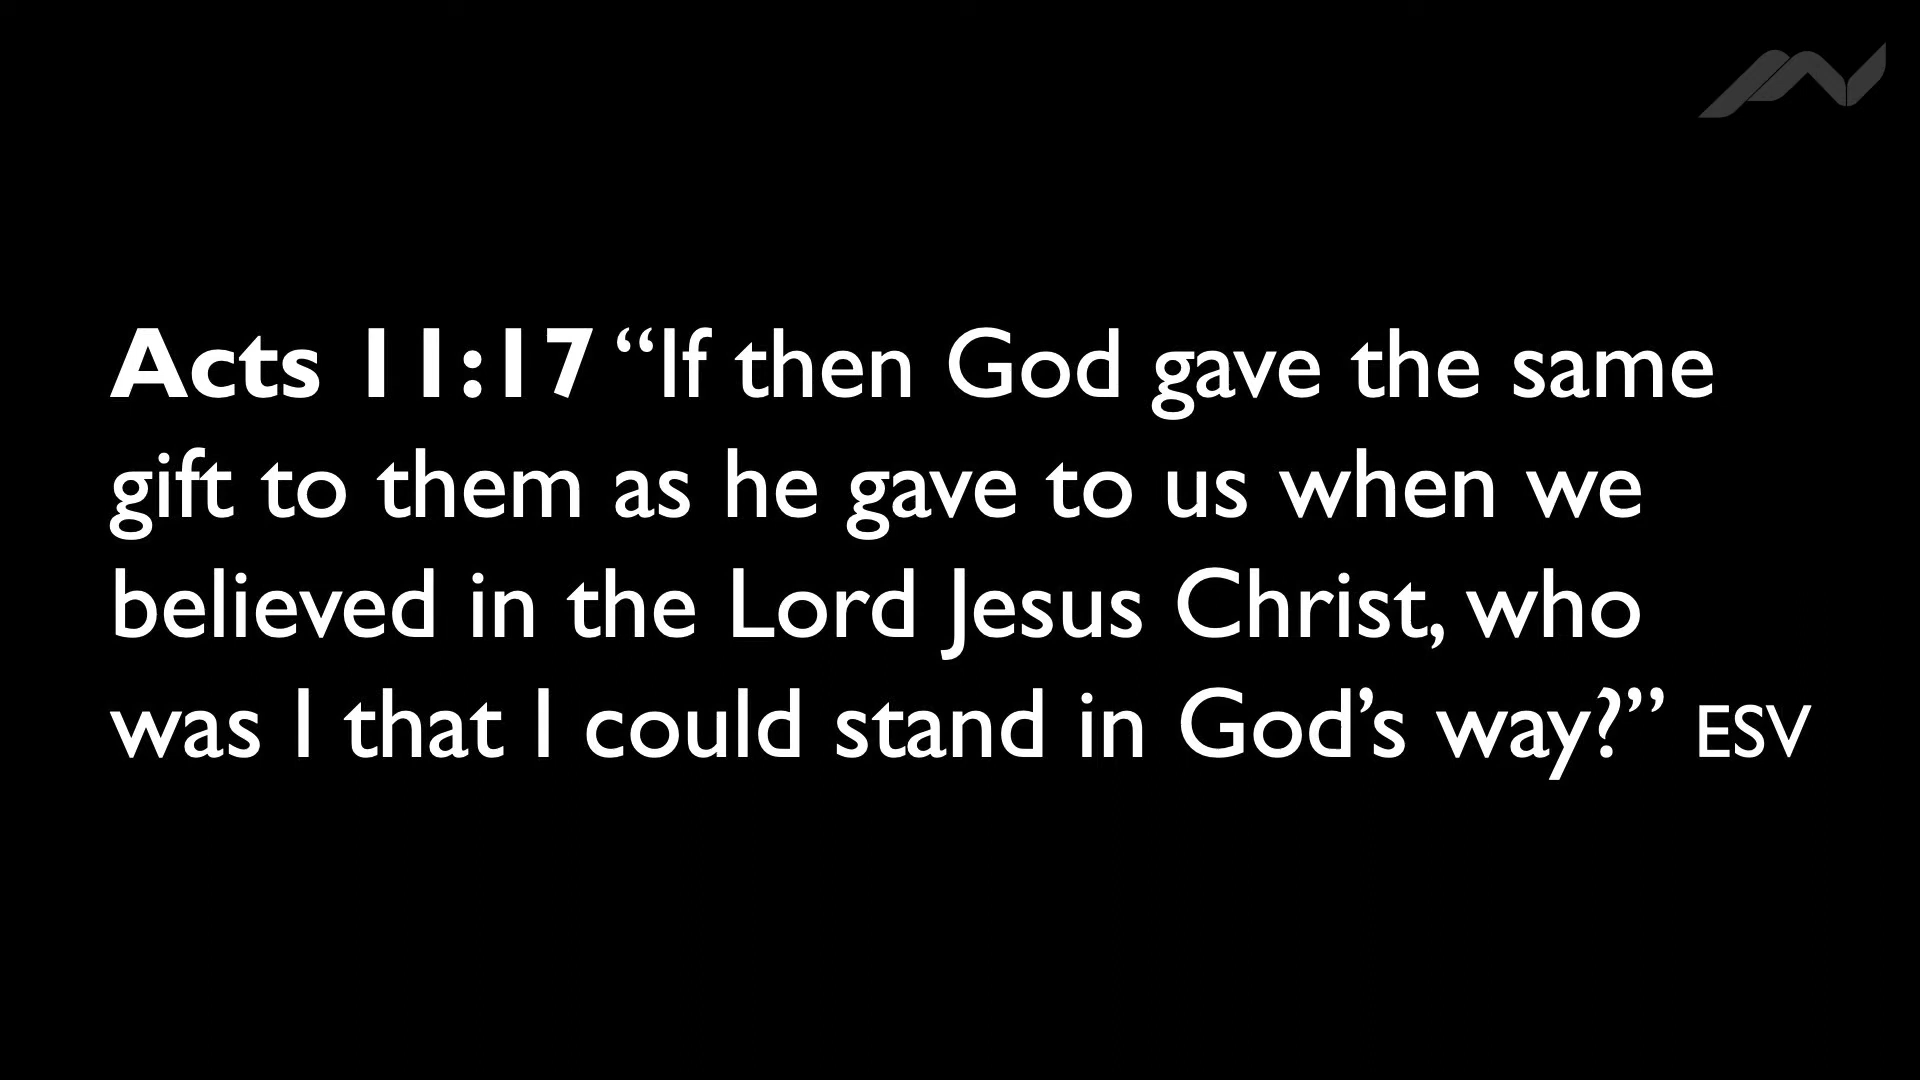 Acts 11:17 “If then God gave the same
gift to them as he gave to us when we
believed in the Lord Jesus Christ, who
was I that I could stand in God’s way?” ESV